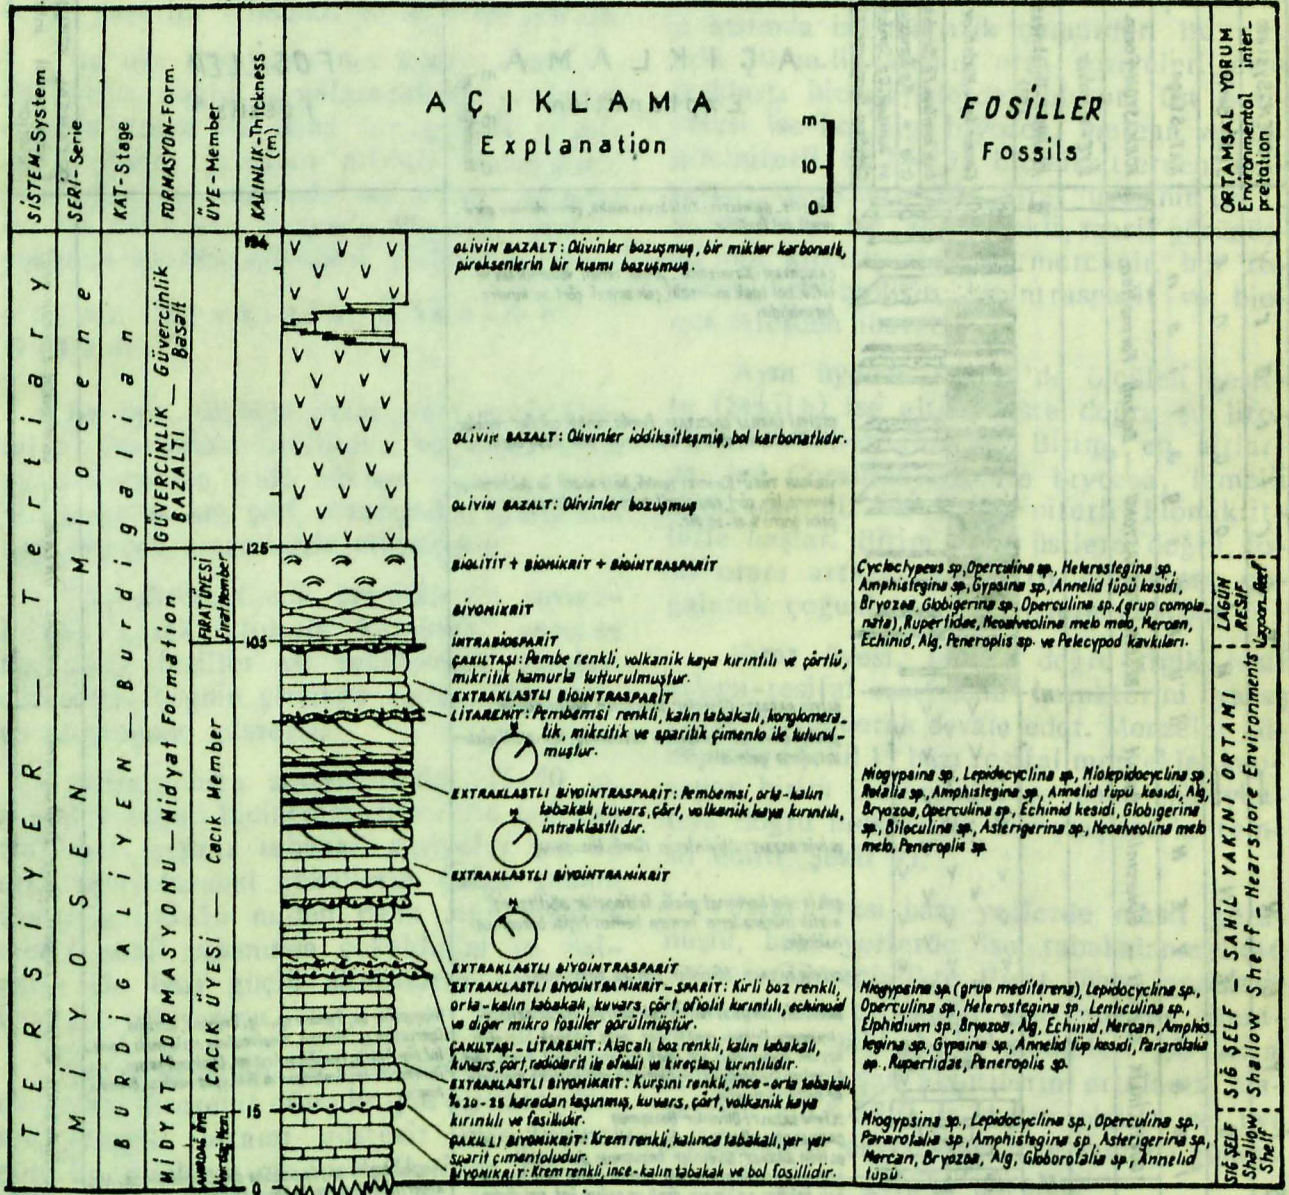 SİSTEM-System
SERİ-Serie
KAT-Stage
FORMASYON-Form.
ÜYE-Member
KALINLIK-Thickness
(m)
AÇIKLAMA
Explanation
m
10
0
FOSİLLER
Fossils
ORTAMSAL YORUM
Environmental inter-
pretation
TERSİYER — Tertiary
MİYOSEN — Miocene
BURDİGALİYEN — Burdigalian
GÜVERCİNLİK — Güvercinlik
BAZALTI Basalt
MİDYAT FORMASYONU — Midyat Formation
FIRAT ÜYESİ
Fırat Member
CACIK ÜYESİ — Cacık Member
194
125
105
15
0
OLİVİN BAZALT: Olivinler bozuşmuş, bir miktar karbonatlı,
piroksenlerin bir kısmı bozuşmuş.
OLİVİN BAZALT: Olivinler iddiksitleşmiş, bol karbonatlıdır.
OLİVİN BAZALT: Olivinler bozuşmuş
BİOLİTİT + BİOMİKRİT + BİOİNTRASPARİT
BİYOMİKRİT
İNTRABİOSPARİT
ÇAKILTAŞI: Pembe renkli, volkanik kaya kırıntılı ve çörtlü,
mikritik hamurla tutturulmuştur.
EXTRAKLASTLI BİOİNTRASPARİT
LİTARENİT: Pembemsi renkli, kalın tabakalı, konglomera-
tik, mikritik ve sparitik çimento ile tuturul-
muştur.
N
EXTRAKLASTLI BİYOİNTRASPARİT: Pembemsi, orta-kalın
tabakalı, kuvars, çört, volkanik kaya kırıntılı,
intraklastlıdır.
N
EXTRAKLASTLI BİYOİNTRAMİKRİT
N
EXTRAKLASTLI BİYOİNTRASPARİT
EXTRAKLASTLI BİYOİNTRAMİKRİT-SPARİT: Kirli boz renkli,
orta-kalın tabakalı, kuvars, çört, ofiolit kırıntılı, echinoid
ve diğer mikro fosiller görülmüştür.
ÇAKILTAŞI-LİTARENİT: Alacalı boz renkli, kalın tabakalı,
kuvars, çört, radiolarit ile ofiolit ve kireçtaşı kırıntılıdır.
EXTRAKLASTLI BİYOMİKRİT: Kurşini renkli, ince-orta tabakalı,
% 20-25 karadan taşınmış, kuvars, çört, volkanik kaya
kırıntılı ve fosillidir.
ÇAKILLI BİYOMİKRİT: Krem renkli, kalınca tabakalı, yer yer
sparit çimentoludur.
BİYOMİKRİT: Krem renkli, ince-kalın tabakalı ve bol fosillidir.
Cycloclypeus sp, Operculina sp., Heterostegina sp.,
Amphistegina sp, Gypsina sp., Annelid tüpü kesidi,
Bryozoa, Globigerina sp., Operculina sp. (grup compla-
nata), Rupertidae, Neoalveolina melo melo, Mercan,
Echinid, Alg, Peneroplis sp. ve Pelecypod kavkıları.
Miogypsina sp., Lepidocyclina sp., Miolepidocyclina sp,
Rotalia sp., Amphistegina sp., Annelid tüpü kesidi, Alg,
Bryozoa, Operculina sp., Echinid kesidi, Globigerina
sp., Biloculina sp., Asterigerina sp., Neoalveolina melo
melo, Peneroplis sp.
Miogypsina sp. (grup mediterena), Lepidocyclina sp.,
Operculina sp., Heterostegina sp., Lenticulina sp.,
Elphidium sp, Bryozoa, Alg, Echinid, Mercan, Amphis-
tegina sp., Gypsina sp., Annelid tüp kesidi, Pararotalia
sp., Rupertidae, Peneroplis sp.
Miogypsina sp., Lepidocyclina sp., Operculina sp.,
Pararotalia sp, Amphistegina sp., Asterigerina sp.,
Mercan, Bryozoa, Alg, Globorotalia sp., Annelid
tüpü.
LAGÜN
RESİF
Lagoon, Reef
SIĞ ŞELF - SAHİL YAKINI ORTAMI
Shallow Shelf - Nearshore Environments
SIĞ ŞELF
Shallow
Shelf